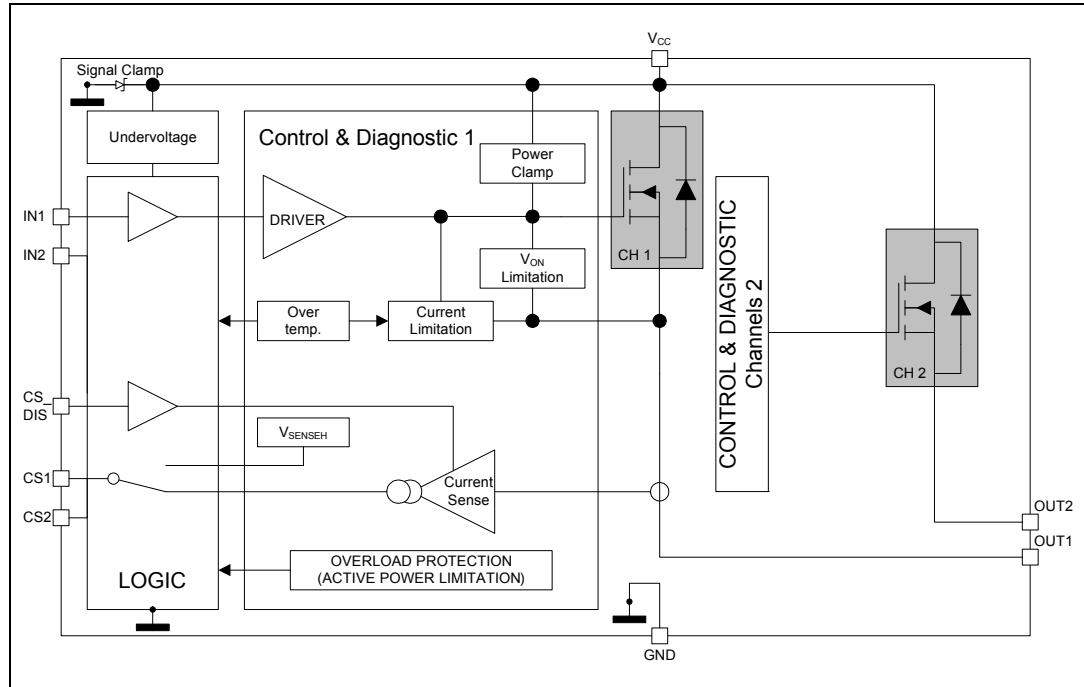 VCC
Signal Clamp
Undervoltage
Control & Diagnostic 1
Power
Clamp
IN1
DRIVER
IN2
CH 1
VON
Limitation
Over
temp.
Current
Limitation
CONTROL & DIAGNOSTIC
Channels 2
CH 2
CS_
DIS
VSENSEH
CS1
Current
Sense
CS2
OUT2
OUT1
OVERLOAD PROTECTION
(ACTIVE POWER LIMITATION)
LOGIC
GND